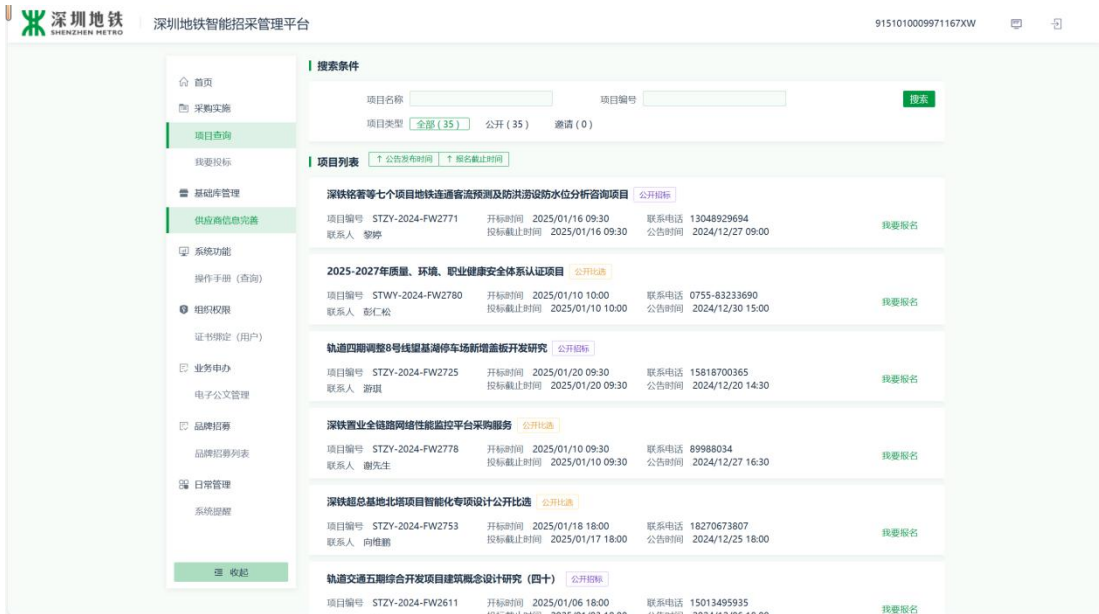 深圳地铁
SHENZHEN METRO
深圳地铁智能招采管理平台
9151010009971167XW
首页
采购实施
项目查询
我要投标
基础库管理
供应商信息完善
系统功能
操作手册（查询）
组织权限
证书绑定（用户）
业务申办
电子公文管理
品牌招募
品牌招募列表
日常管理
系统提醒
收起
搜索条件
项目名称 项目编号 搜索
项目类型 全部 ( 35 ) 公开 ( 35 ) 邀请 ( 0 )
项目列表 ↑ 公告发布时间 ↑ 报名截止时间
深铁铭著等七个项目地铁连通客流预测及防洪涝设防水位分析咨询项目 公开招标
项目编号 STZY-2024-FW2771 开标时间 2025/01/16 09:30 联系电话 13048929694
联系人 黎婷 投标截止时间 2025/01/16 09:30 公告时间 2024/12/27 09:00
我要报名
2025-2027年质量、环境、职业健康安全体系认证项目 公开比选
项目编号 STWY-2024-FW2780 开标时间 2025/01/10 10:00 联系电话 0755-83233690
联系人 彭仁松 投标截止时间 2025/01/10 10:00 公告时间 2024/12/30 15:00
我要报名
轨道四期调整8号线望基湖停车场新增盖板开发研究 公开招标
项目编号 STZY-2024-FW2725 开标时间 2025/01/20 09:30 联系电话 15818700365
联系人 游琪 投标截止时间 2025/01/20 09:30 公告时间 2024/12/20 14:30
我要报名
深铁置业全链路网络性能监控平台采购服务 公开比选
项目编号 STZY-2024-FW2778 开标时间 2025/01/10 09:30 联系电话 89988034
联系人 谢先生 投标截止时间 2025/01/10 09:30 公告时间 2024/12/27 16:30
我要报名
深铁超总基地北塔项目智能化专项设计公开比选 公开比选
项目编号 STZY-2024-FW2753 开标时间 2025/01/18 18:00 联系电话 18270673807
联系人 向维鹏 投标截止时间 2025/01/17 18:00 公告时间 2024/12/25 18:00
我要报名
轨道交通五期综合开发项目建筑概念设计研究（四十） 公开招标
项目编号 STZY-2024-FW2611 开标时间 2025/01/06 18:00 联系电话 15013495935
我要报名